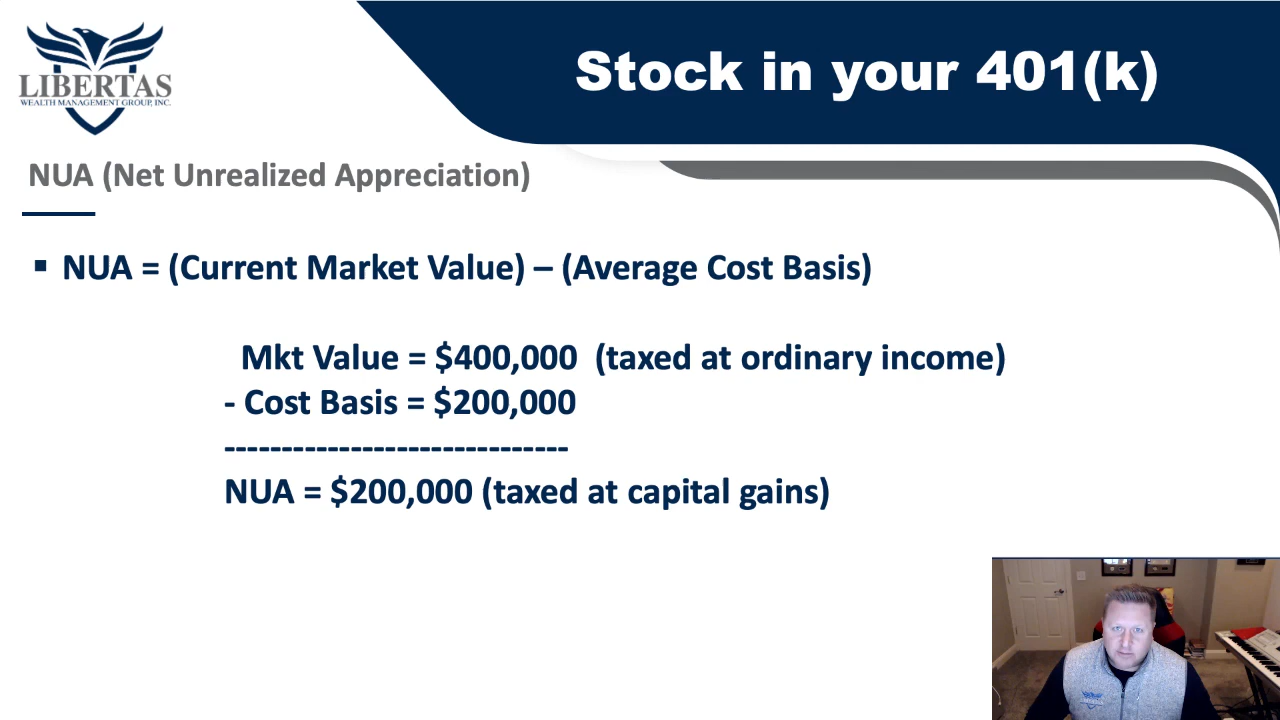 LIBERTAS
WEALTH MANAGEMENT GROUP, INC.
Stock in your 401(k)
NUA (Net Unrealized Appreciation)
▪ NUA = (Current Market Value) – (Average Cost Basis)
Mkt Value = $400,000 (taxed at ordinary income)
- Cost Basis = $200,000
------------------------------
NUA = $200,000 (taxed at capital gains)